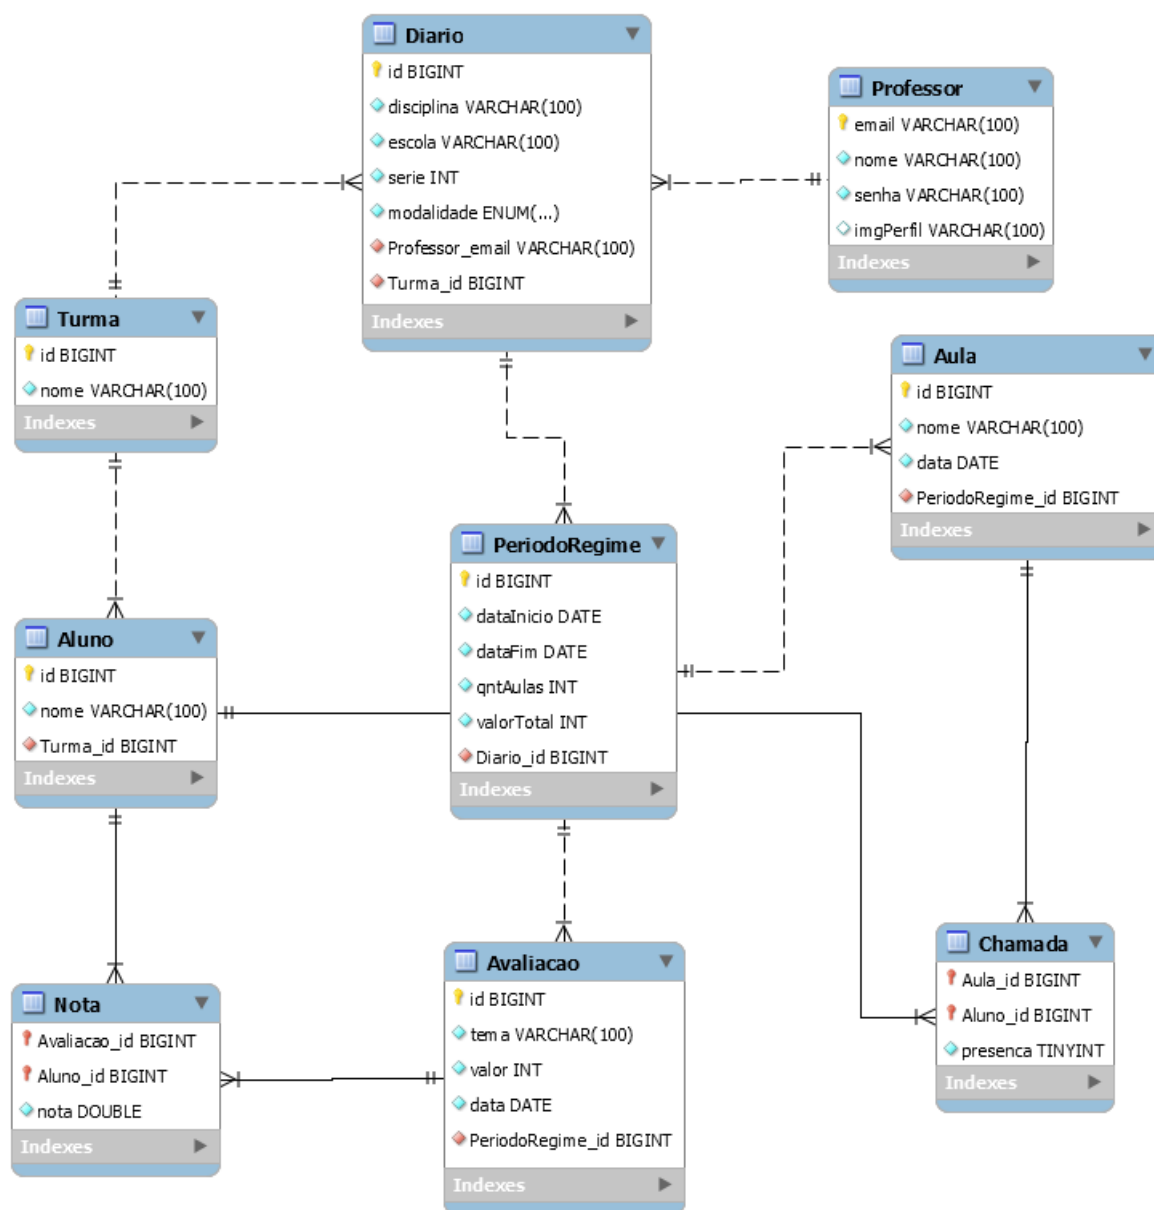 Diario
id BIGINT
disciplina VARCHAR(100)
escola VARCHAR(100)
serie INT
modalidade ENUM(...)
Professor_email VARCHAR(100)
Turma_id BIGINT
Indexes
Professor
email VARCHAR(100)
nome VARCHAR(100)
senha VARCHAR(100)
imgPerfil VARCHAR(100)
Indexes
Turma
id BIGINT
nome VARCHAR(100)
Indexes
Aula
id BIGINT
nome VARCHAR(100)
data DATE
PeriodoRegime_id BIGINT
Indexes
PeriodoRegime
id BIGINT
dataInicio DATE
dataFim DATE
qntAulas INT
valorTotal INT
Diario_id BIGINT
Indexes
Aluno
id BIGINT
nome VARCHAR(100)
Turma_id BIGINT
Indexes
Nota
Avaliacao_id BIGINT
Aluno_id BIGINT
nota DOUBLE
Indexes
Avaliacao
id BIGINT
tema VARCHAR(100)
valor INT
data DATE
PeriodoRegime_id BIGINT
Indexes
Chamada
Aula_id BIGINT
Aluno_id BIGINT
presenca TINYINT
Indexes